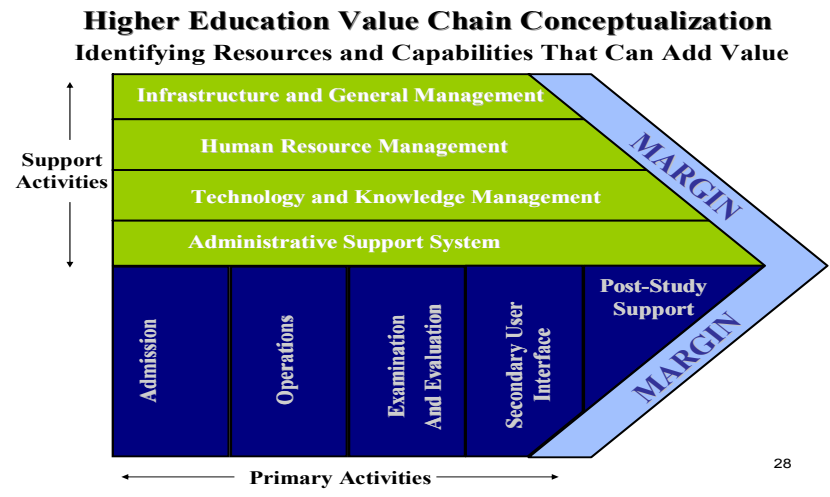 Higher Education Value Chain Conceptualization
Identifying Resources and Capabilities That Can Add Value
Infrastructure and General Management
Human Resource Management
Technology and Knowledge Management
Administrative Support System
Support
Activities
MARGIN
Admission
Operations
Examination
And Evaluation
Secondary User
Interface
Post-Study
Support
MARGIN
Primary Activities
28